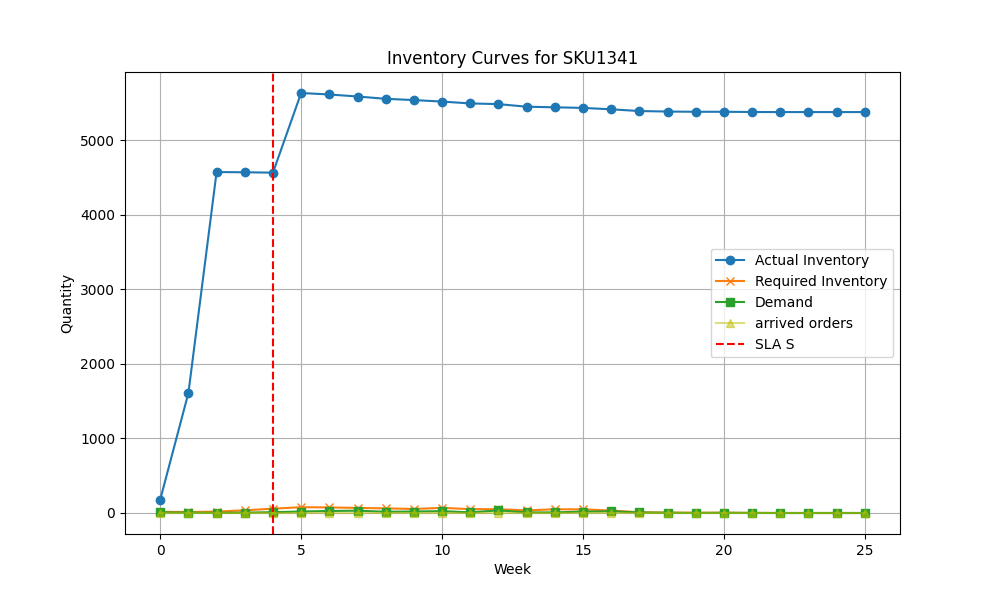 Inventory Curves for SKU1341
Quantity
5000
4000
3000
2000
1000
0
Actual Inventory
Required Inventory
Demand
arrived orders
SLA S
0 5 10 15 20 25
Week